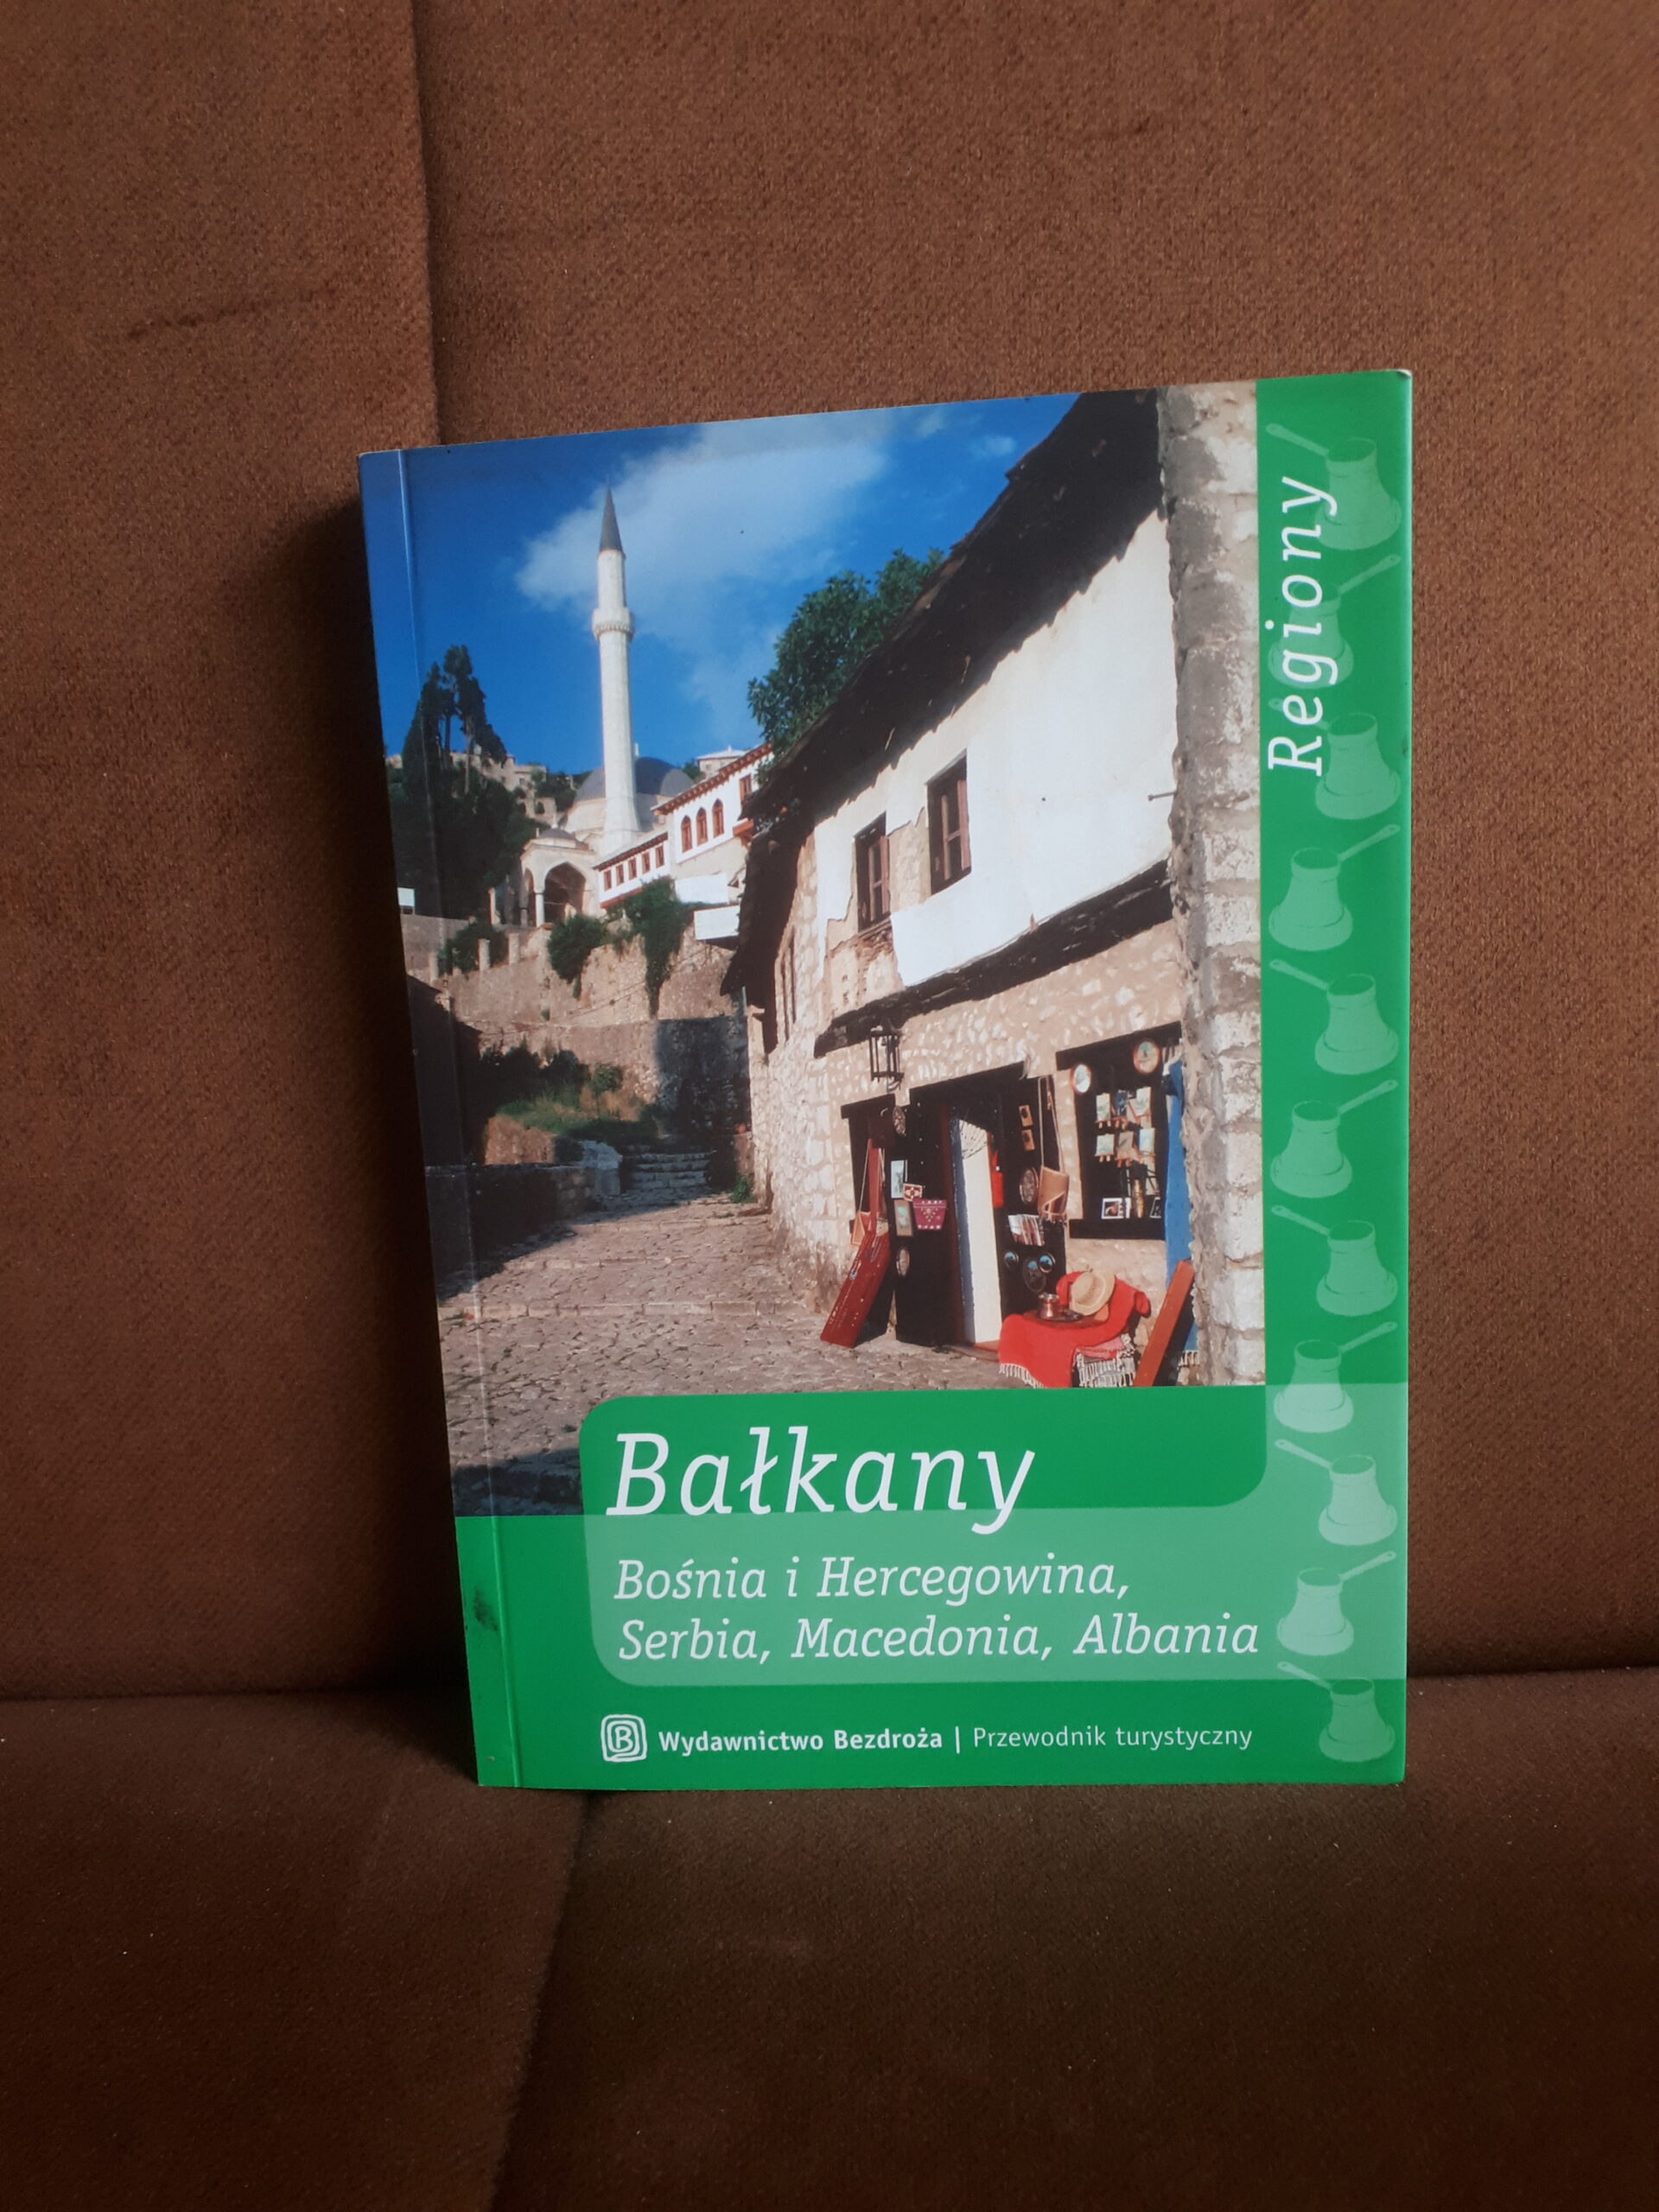 Regiony
Bałkany
Bośnia i Hercegowina,
Serbia, Macedonia, Albania
B Wydawnictwo Bezdroża | Przewodnik turystyczny